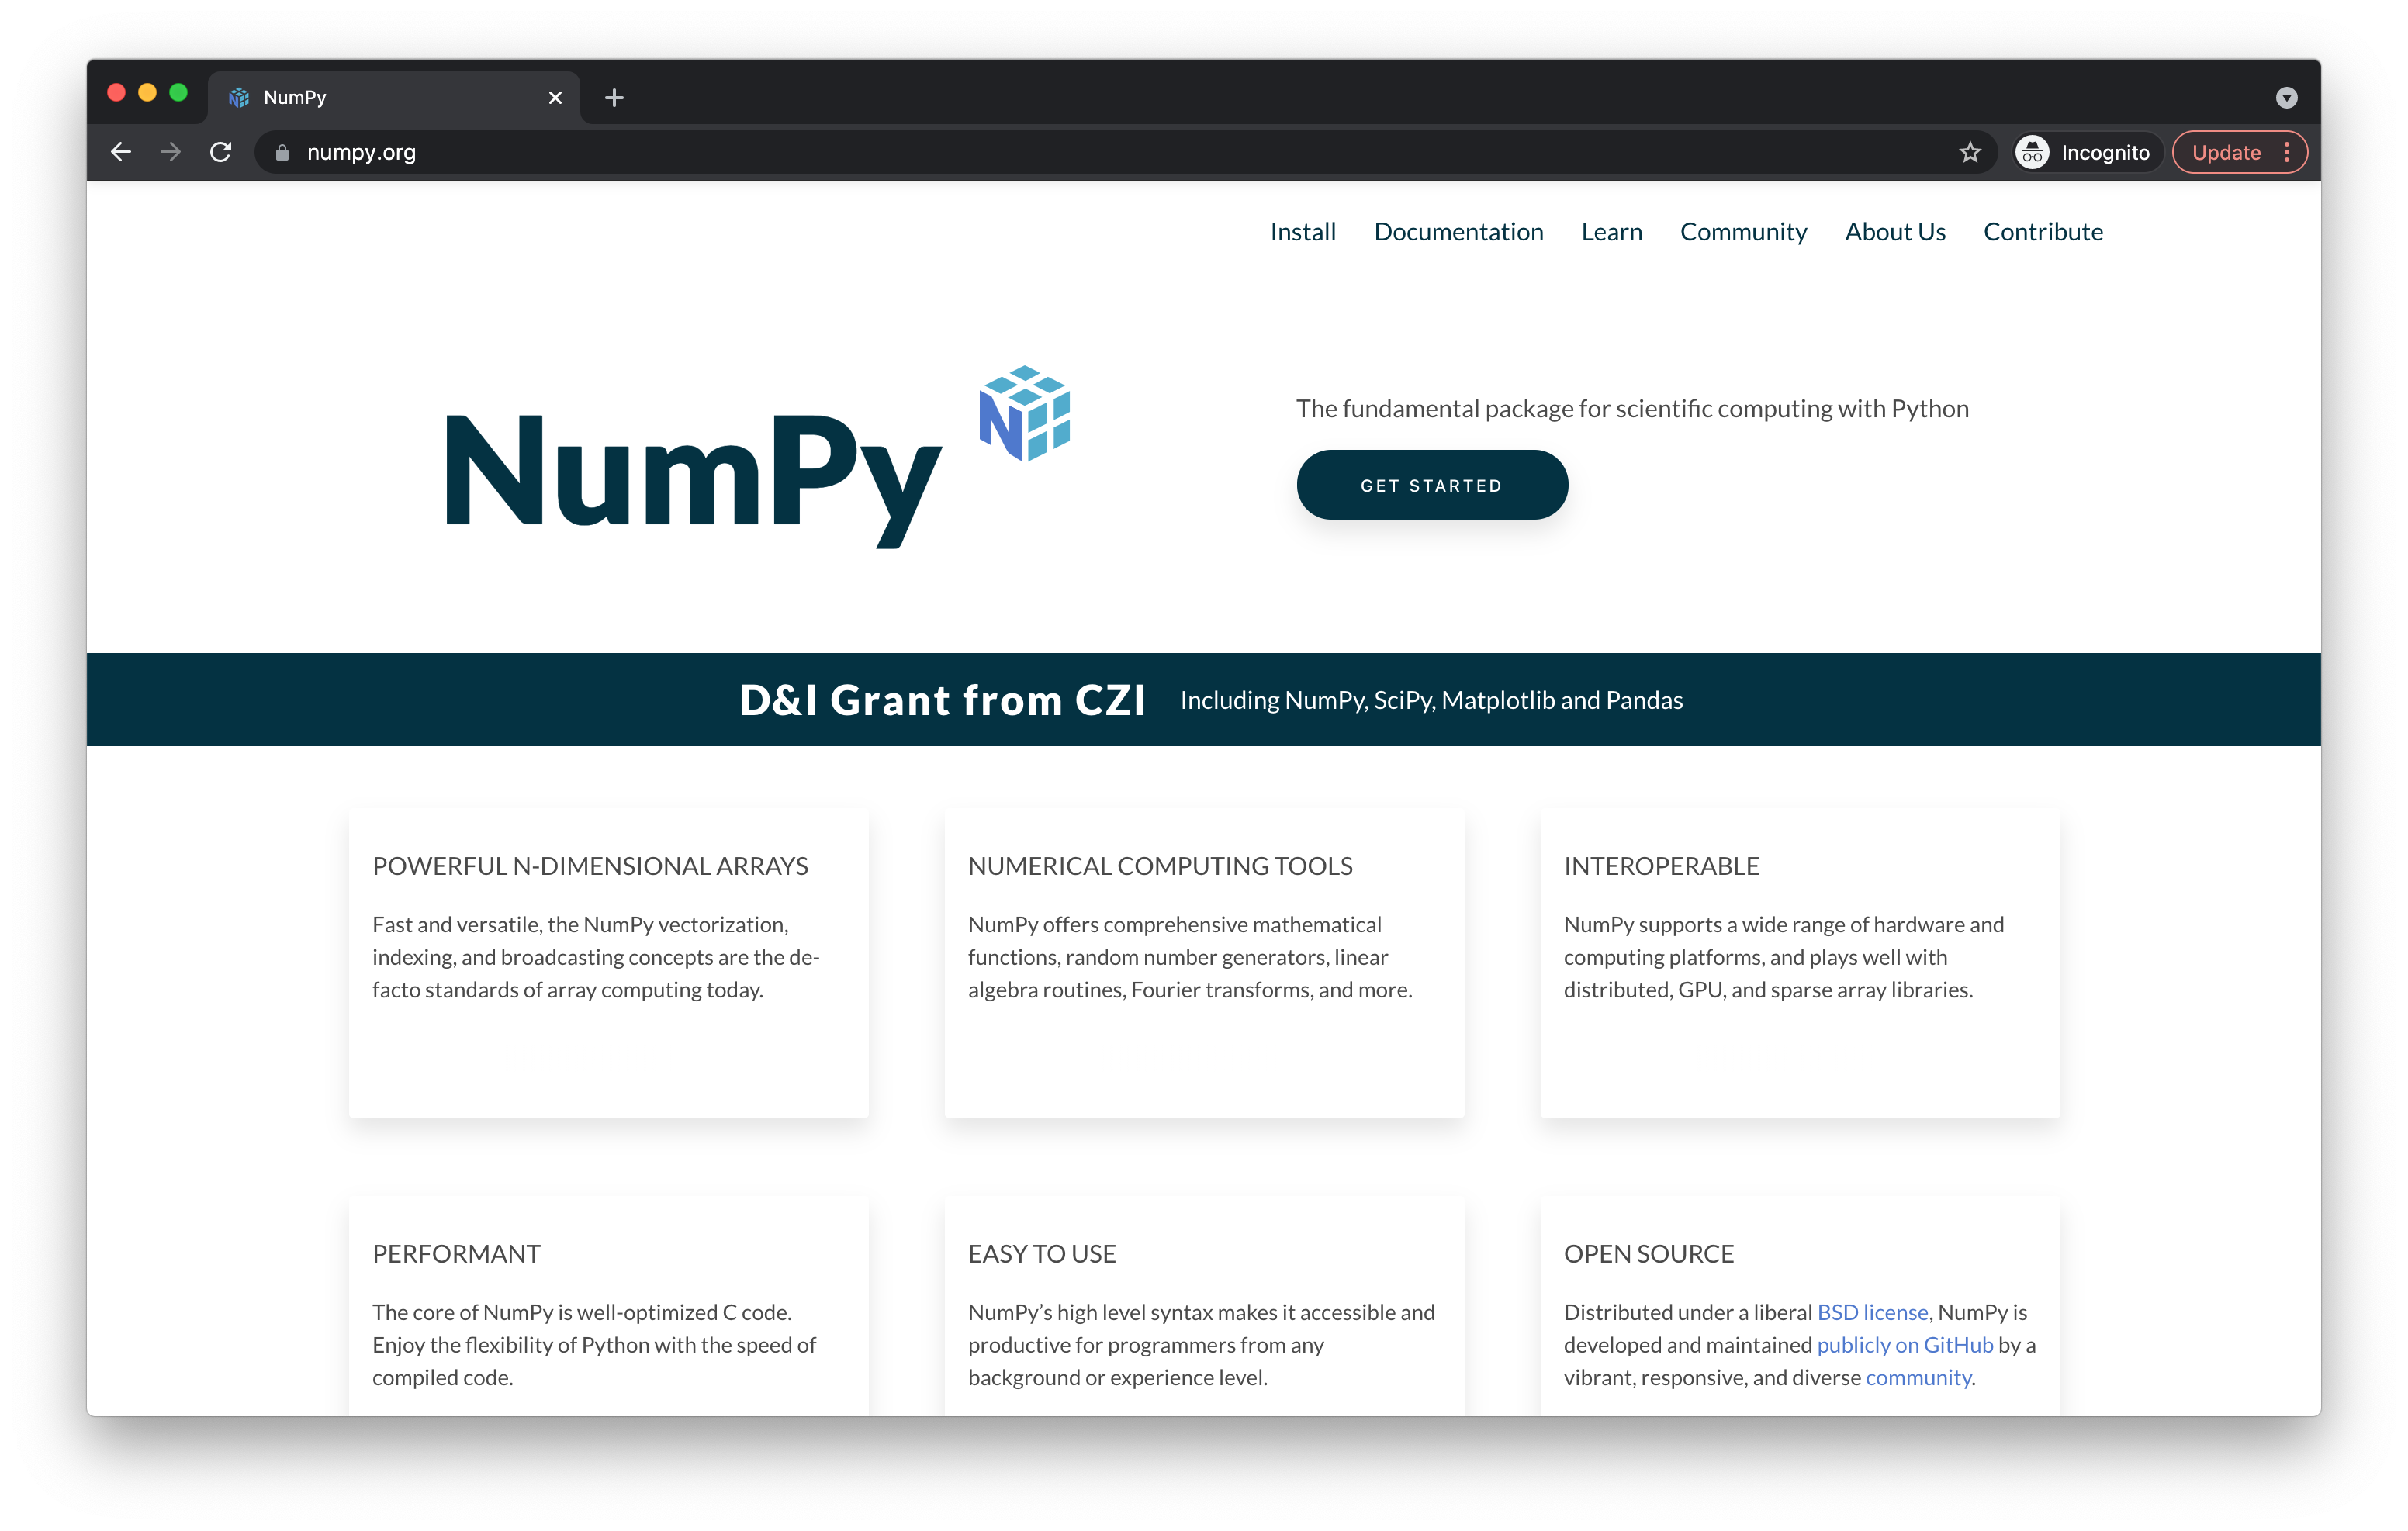 NumPy
numpy.org
Incognito
Update
Install Documentation Learn Community About Us Contribute
NumPy
N
The fundamental package for scientific computing with Python
GET STARTED
D&I Grant from CZI Including NumPy, SciPy, Matplotlib and Pandas
POWERFUL N-DIMENSIONAL ARRAYS
Fast and versatile, the NumPy vectorization,
indexing, and broadcasting concepts are the de-
facto standards of array computing today.
NUMERICAL COMPUTING TOOLS
NumPy offers comprehensive mathematical
functions, random number generators, linear
algebra routines, Fourier transforms, and more.
INTEROPERABLE
NumPy supports a wide range of hardware and
computing platforms, and plays well with
distributed, GPU, and sparse array libraries.
PERFORMANT
The core of NumPy is well-optimized C code.
Enjoy the flexibility of Python with the speed of
compiled code.
EASY TO USE
NumPy’s high level syntax makes it accessible and
productive for programmers from any
background or experience level.
OPEN SOURCE
Distributed under a liberal BSD license, NumPy is
developed and maintained publicly on GitHub by a
vibrant, responsive, and diverse community.